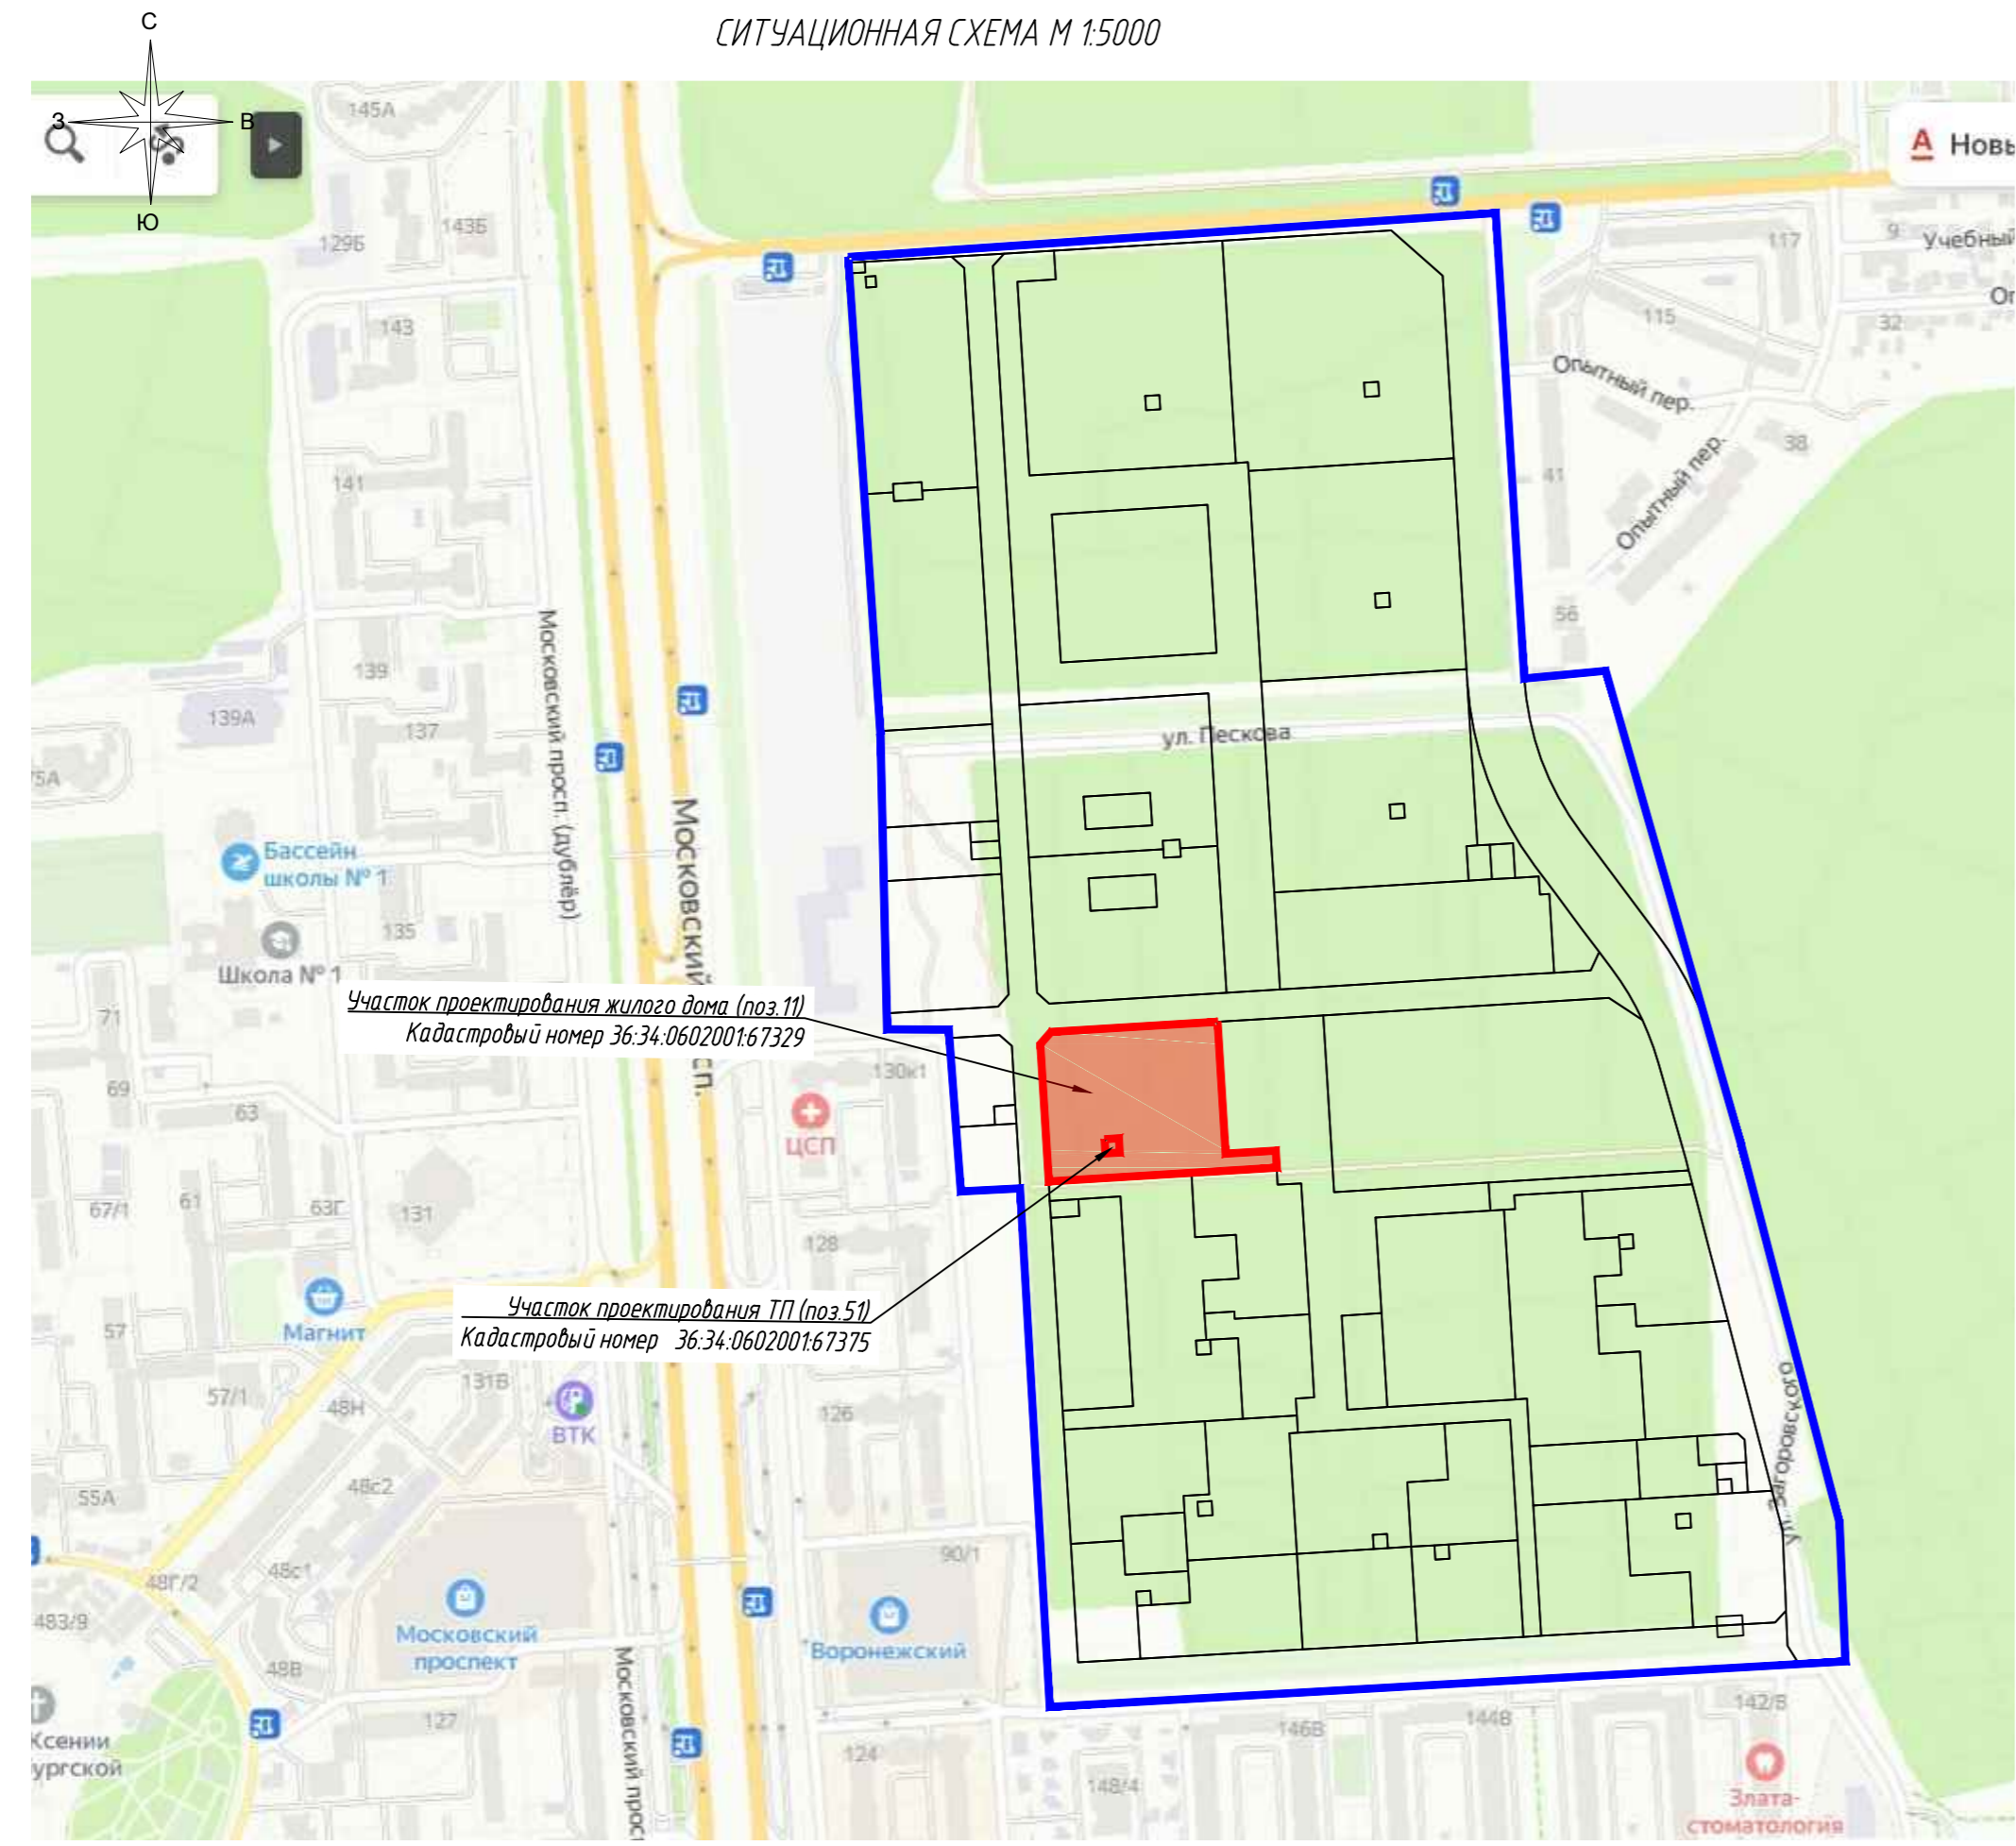 СИТУАЦИОННАЯ СХЕМА М 1:5000
С
З
В
Ю
А Новы
145А
129Б
143Б
117
9
Учебный
143
115
32
Опытный пер.
38
141
41
Опытный пер.
56
139
139А
137
Московский просп. (дублёр)
ул. Пескова
75А
Бассейн
школы № 1
Московский
сп.
135
Школа № 1
Участок проектирования жилого дома (поз.11)
Кадастровый номер 36:34:0602001:67329
71
130к1
69
63
ЦСП
67/1
61
63Г
131
128
Участок проектирования ТП (поз.51)
Кадастровый номер 36:34:0602001:67375
57
Магнит
57/1
48Н
131В
ВТК
126
ул. Загоровского
55А
48с2
90/1
48Г/2
48с1
483/9
Московский
проспект
Воронежский
48В
127
Ксении
ургской
Московский прос
124
146В
144В
142/8
148/4
Злата-
стоматология